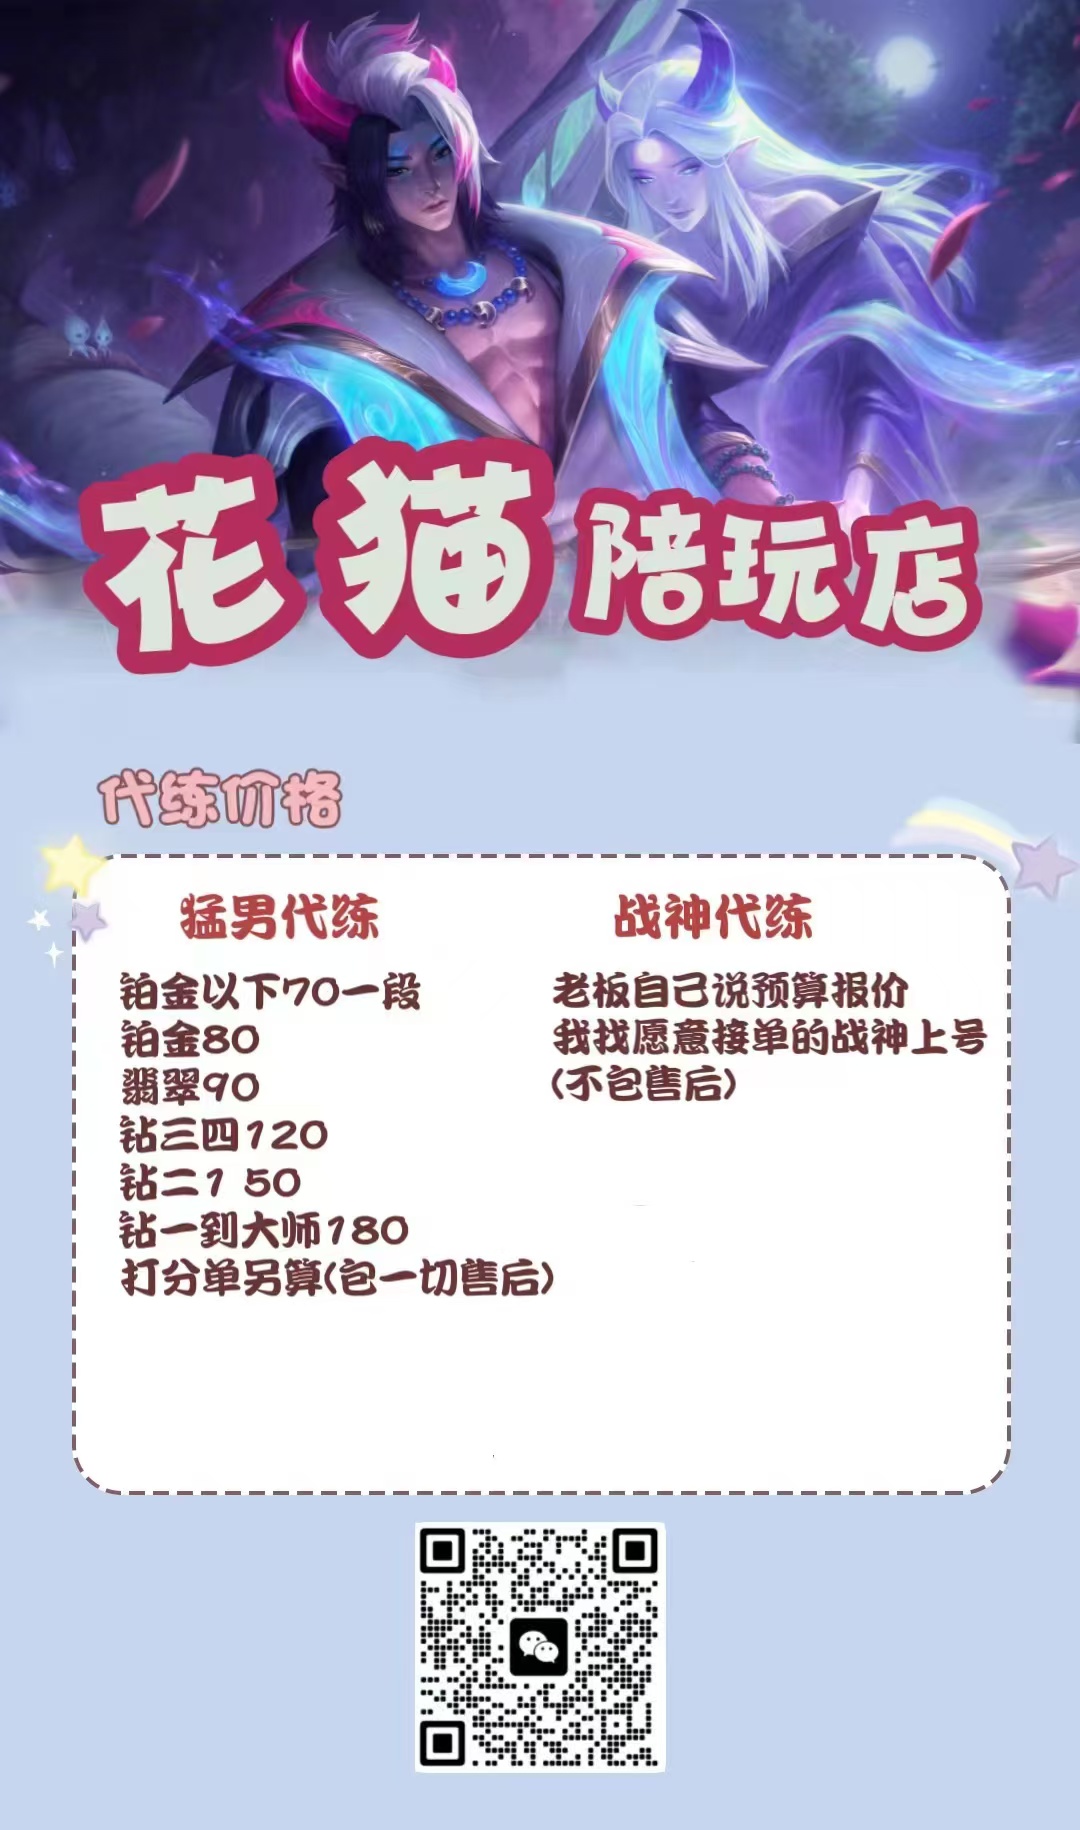 花猫陪玩店
代练价格
猛男代练
铂金以下70一段
铂金80
翡翠90
钻三四120
钻二1 50
钻一到大师180
打分单另算(包一切售后)
战神代练
老板自己说预算报价
我找愿意接单的战神上号
(不包售后)